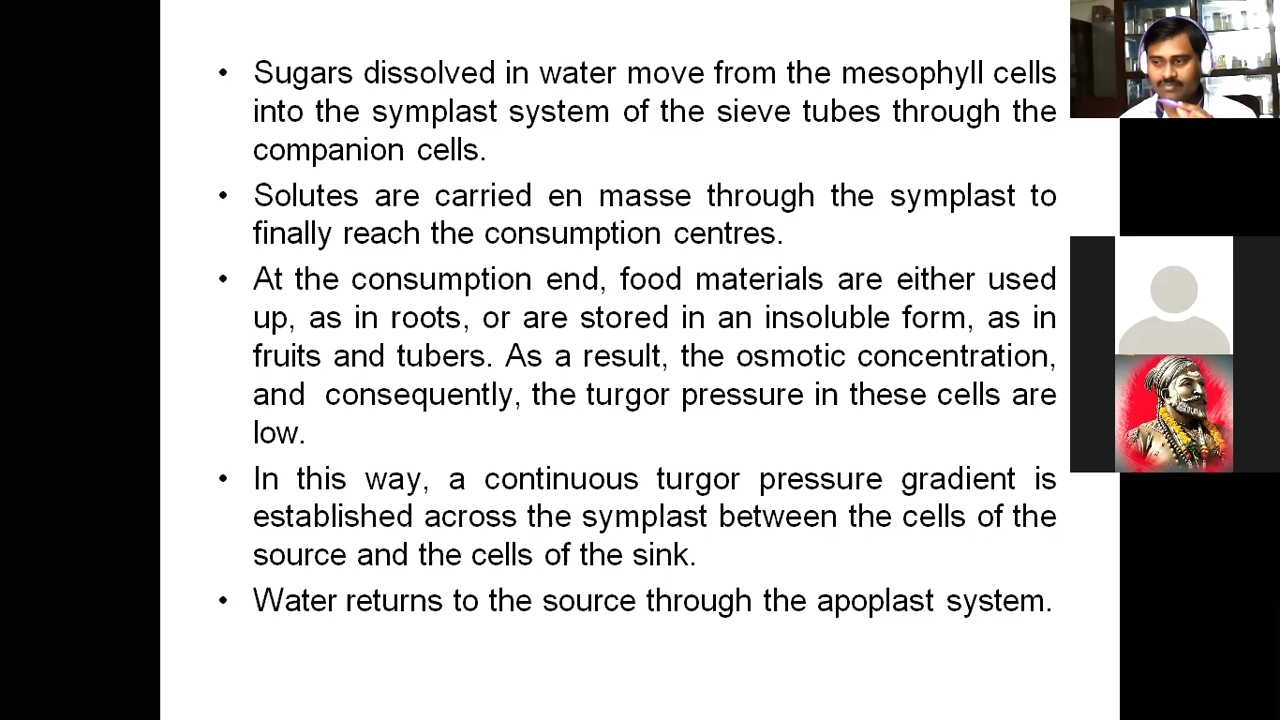 • Sugars dissolved in water move from the mesophyll cells
into the symplast system of the sieve tubes through the
companion cells.
• Solutes are carried en masse through the symplast to
finally reach the consumption centres.
• At the consumption end, food materials are either used
up, as in roots, or are stored in an insoluble form, as in
fruits and tubers. As a result, the osmotic concentration,
and consequently, the turgor pressure in these cells are
low.
• In this way, a continuous turgor pressure gradient is
established across the symplast between the cells of the
source and the cells of the sink.
• Water returns to the source through the apoplast system.